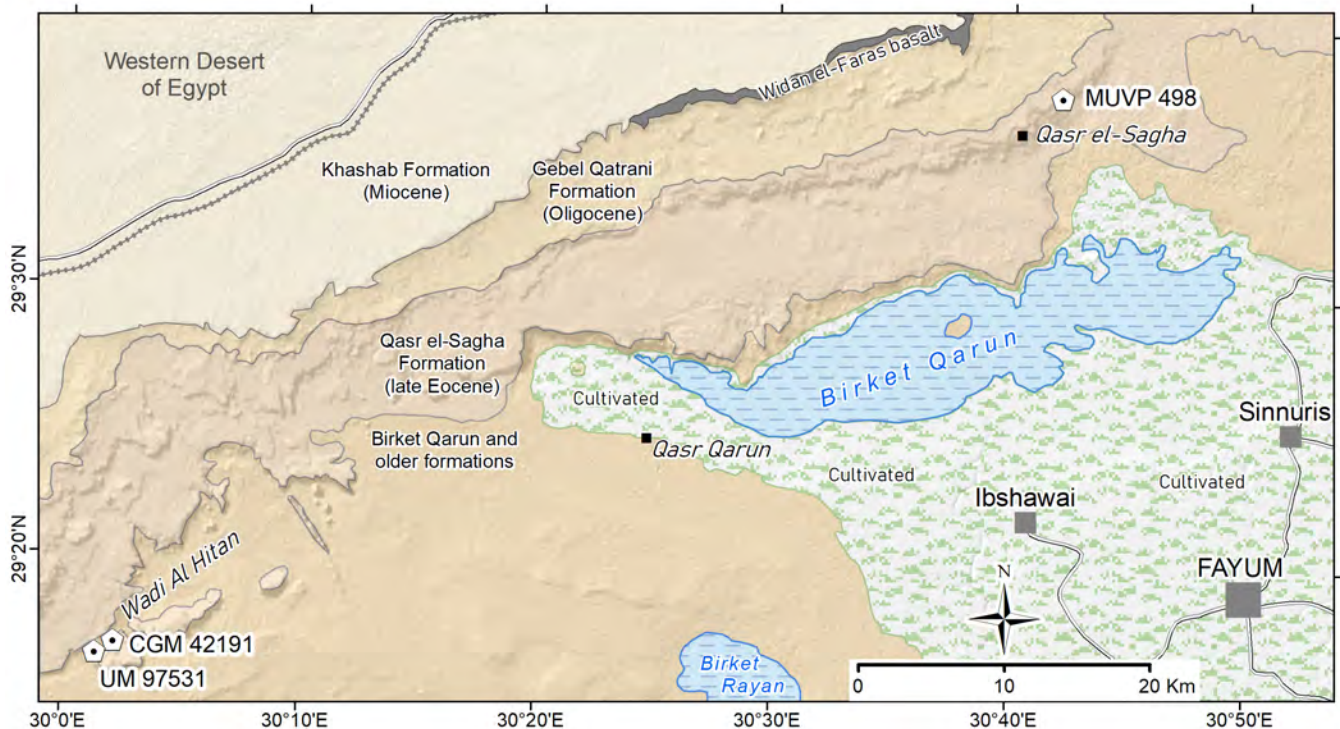 Western Desert
of Egypt
Widan el-Faras basalt
MUVP 498
Qasr el-Sagha
Khashab Formation
(Miocene)
Gebel Qatrani
Formation
(Oligocene)
29°30'N
Qasr el-Sagha
Formation
(late Eocene)
Birket Qarun
Cultivated
Sinnuris
Birket Qarun and
older formations
Qasr Qarun
Cultivated
Cultivated
Ibshawai
29°20'N
Wadi Al Hitan
FAYUM
N
CGM 42191
UM 97531
Birket
Rayan
0 10 20 Km
30°0'E 30°10'E 30°20'E 30°30'E 30°40'E 30°50'E